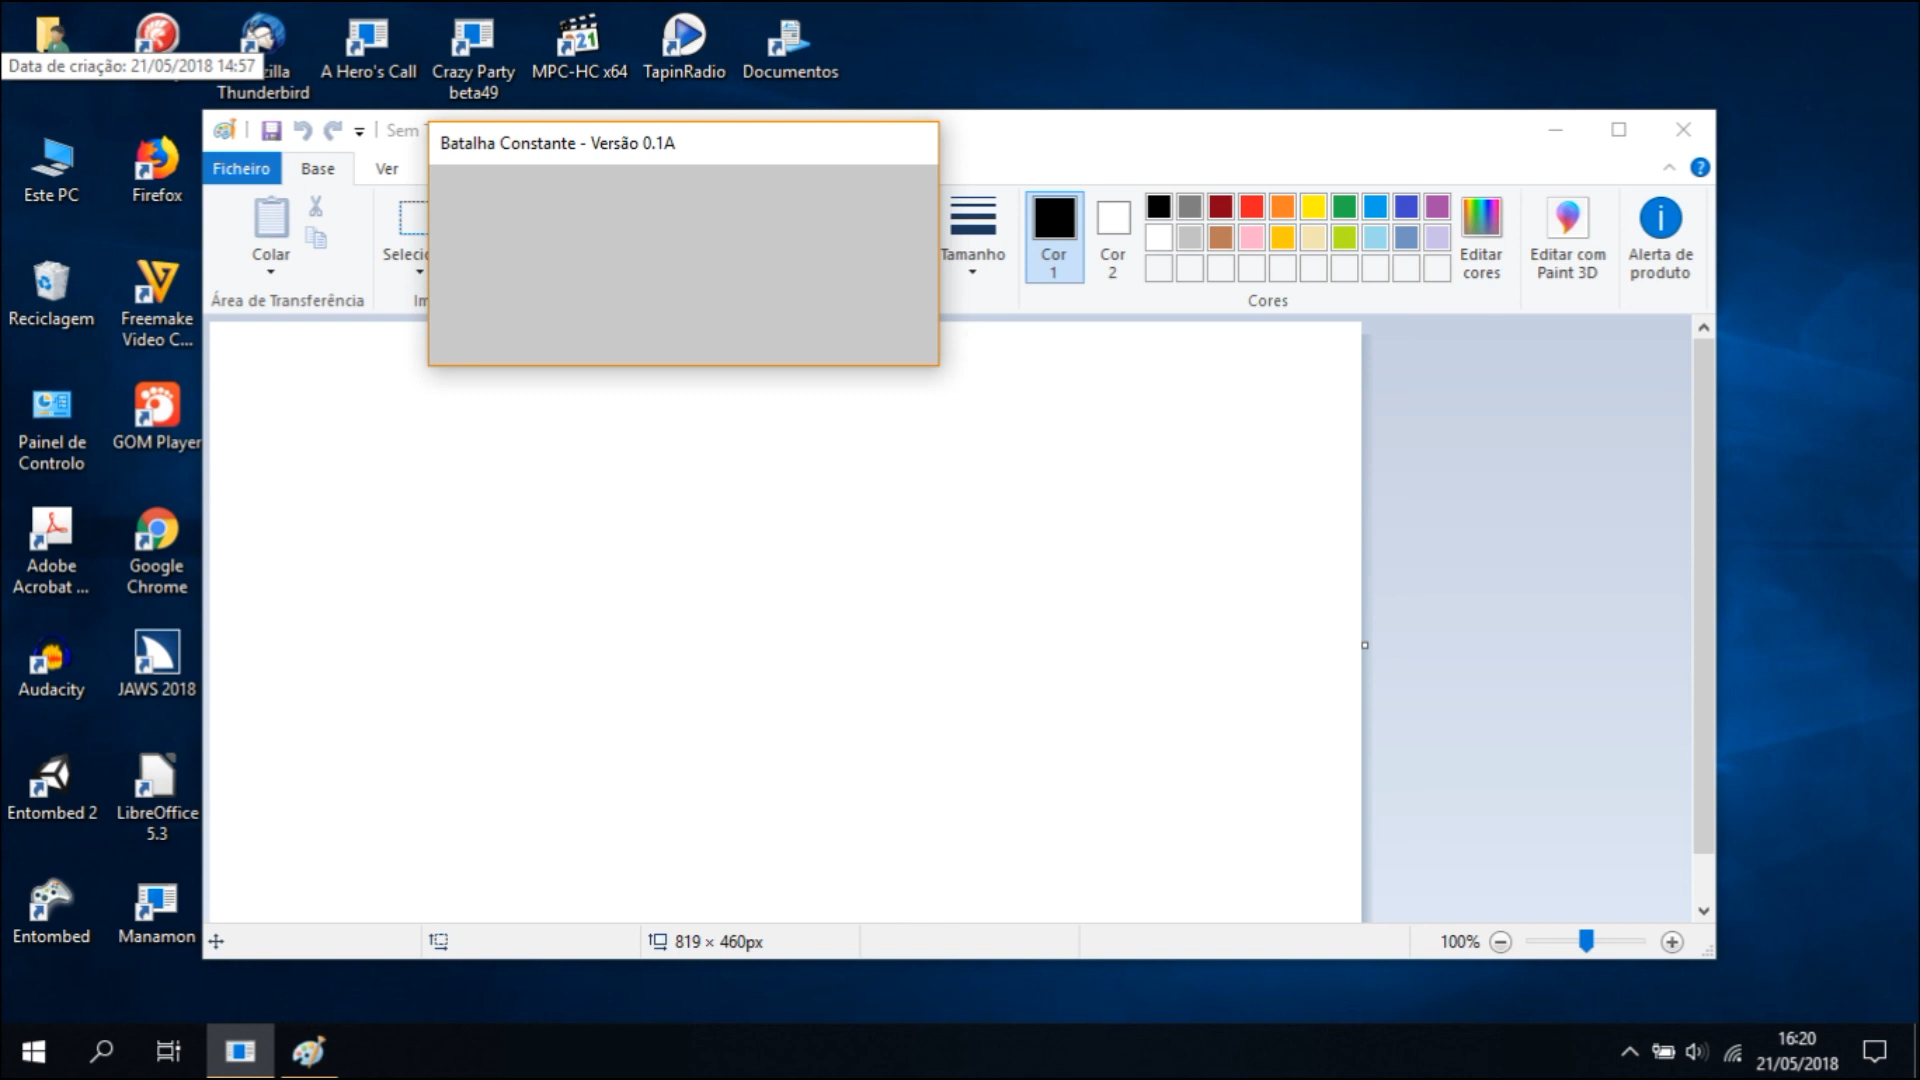 Data de criação: 21/05/2018 14:57
zilla
Thunderbird
A Hero's Call
Crazy Party
beta49
MPC-HC x64
TapinRadio
Documentos
Sem
Batalha Constante - Versão 0.1A
Ficheiro
Base
Ver
Este PC
Firefox
Colar
Selecio
Tamanho
Cor
1
Cor
2
Editar
cores
Editar com
Paint 3D
Alerta de
produto
Área de Transferência
Im
Cores
Reciclagem
Freemake
Video C...
Painel de
Controlo
GOM Player
Adobe
Acrobat ...
Google
Chrome
Audacity
JAWS 2018
Entombed 2
LibreOffice
5.3
Entombed
Manamon
819 × 460px
100%
16:20
21/05/2018